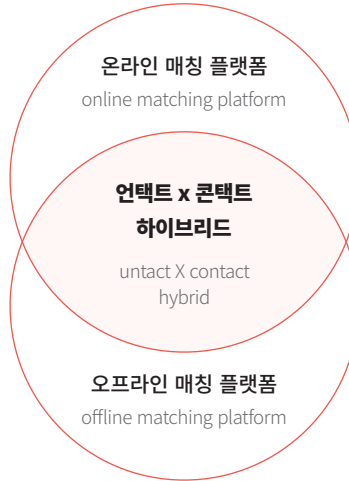 온라인 매칭 플랫폼
online matching platform
언택트 x 콘택트
하이브리드
untact X contact
hybrid
오프라인 매칭 플랫폼
offline matching platform